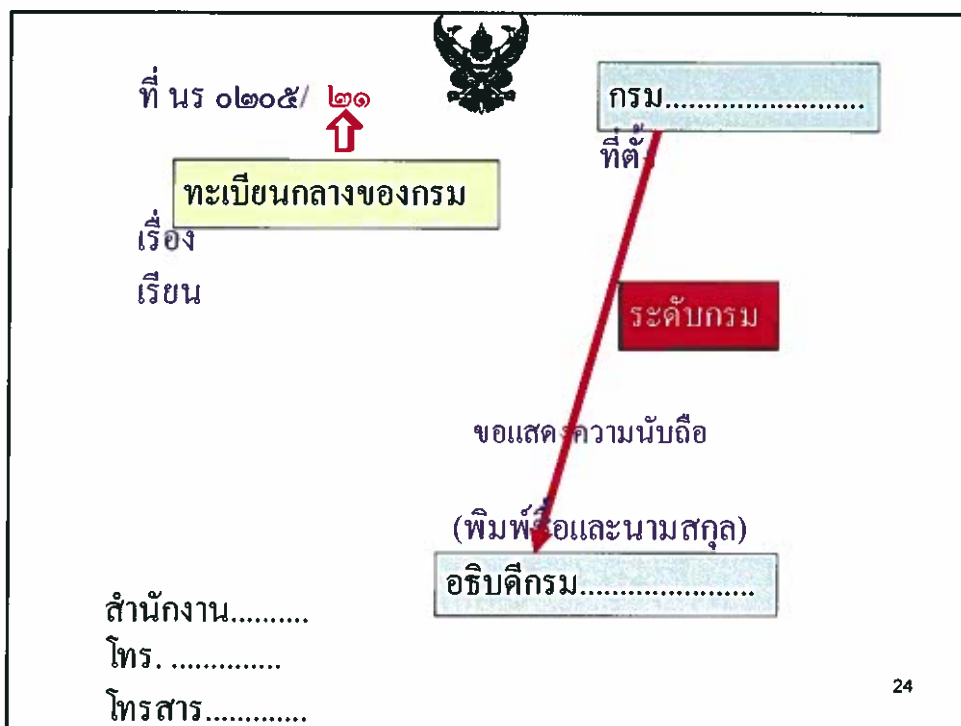 ที่ นร ๐๒๐๕/ ๒๑
กรม.........................
ที่ตั้ง
ทะเบียนกลางของกรม
เรื่อง
เรียน
ระดับกรม
ขอแสดงความนับถือ
(พิมพ์ชื่อและนามสกุล)
อธิบดีกรม......................
สำนักงาน..........
โทร. ..............
โทรสาร.............
24